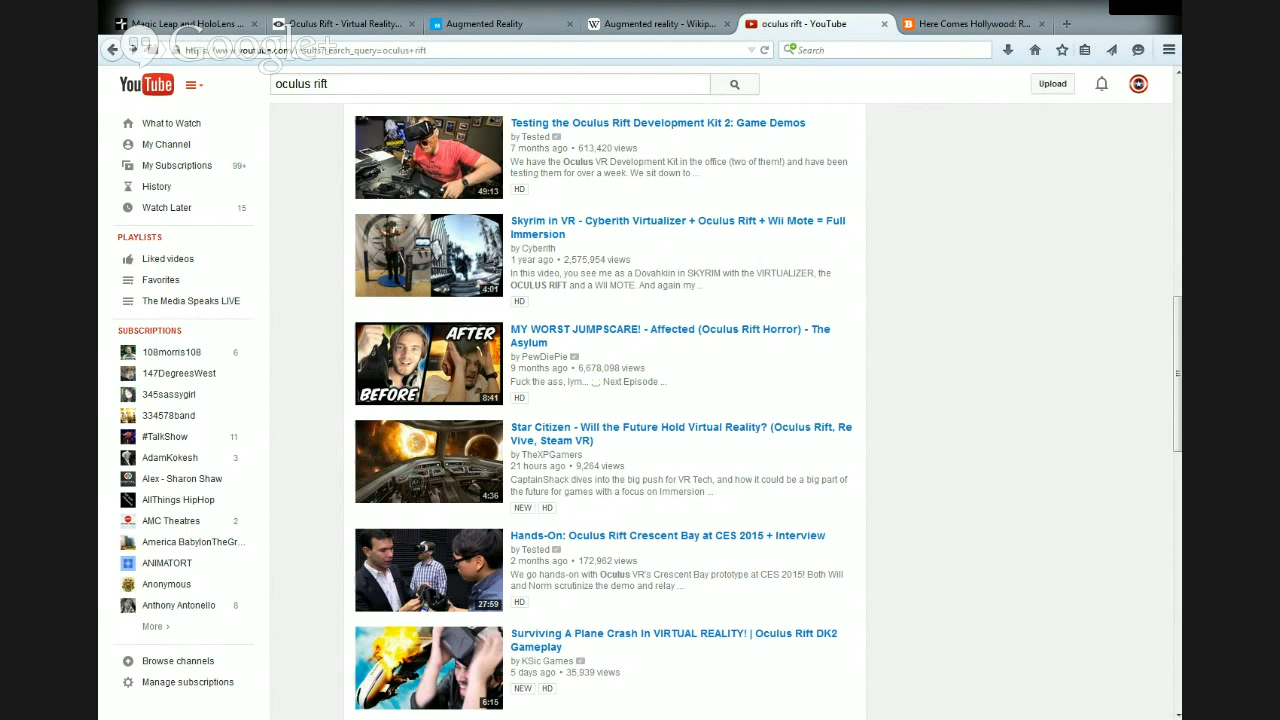 Magic Leap and HoloLens ...
Oculus Rift - Virtual Reality...
Augmented Reality
Augmented reality - Wikip...
oculus rift - YouTube
Here Comes Hollywood: R...
Google+
youtube.com
oculus+rift
Search
YouTube
oculus rift
Upload
What to Watch
My Channel
My Subscriptions 99+
History
Watch Later 15
PLAYLISTS
Liked videos
Favorites
The Media Speaks LIVE
SUBSCRIPTIONS
108morris108 6
147DegreesWest
345sassygirl
334578band
#TalkShow 11
AdamKokesh 3
Alex - Sharon Shaw
AllThings HipHop
AMC Theatres 2
America BabylonTheGr...
ANIMATORT
Anonymous
Anthony Antonello 8
More ›
Browse channels
Manage subscriptions
49:13
Testing the Oculus Rift Development Kit 2: Game Demos
by Tested
7 months ago • 613,420 views
We have the Oculus VR Development Kit in the office (two of them!) and have been
testing them for over a week. We sit down to ...
HD
4:01
Skyrim in VR - Cyberith Virtualizer + Oculus Rift + Wii Mote = Full
Immersion
by Cyberith
1 year ago • 2,575,954 views
In this video, you see me as a Dovahkiin in SKYRIM with the VIRTUALIZER, the
OCULUS RIFT and a WII MOTE. And again my ...
HD
AFTER
BEFORE
8:41
MY WORST JUMPSCARE! - Affected (Oculus Rift Horror) - The
Asylum
by PewDiePie
9 months ago • 6,678,098 views
Fuck the ass, lym... ;_; Next Episode ...
HD
4:36
Star Citizen - Will the Future Hold Virtual Reality? (Oculus Rift, Re
Vive, Steam VR)
by TheXPGamers
21 hours ago • 9,264 views
CaptainShack dives into the big push for VR Tech, and how it could be a big part of
the future for games with a focus on Immersion ...
NEW HD
27:59
Hands-On: Oculus Rift Crescent Bay at CES 2015 + Interview
by Tested
2 months ago • 172,962 views
We go hands-on with Oculus VR's Crescent Bay prototype at CES 2015! Both Will
and Norm scrutinize the demo and relay ...
HD
6:15
Surviving A Plane Crash In VIRTUAL REALITY! | Oculus Rift DK2
Gameplay
by KSic Games
5 days ago • 35,939 views
NEW HD